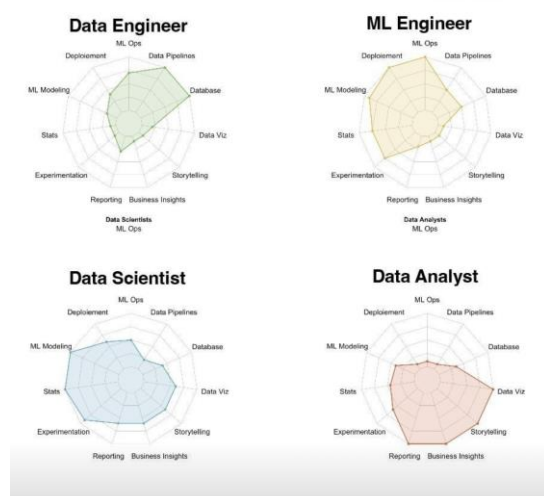 Data Engineer
ML Ops
Deploiement
Data Pipelines
ML Modeling
Database
Stats
Data Viz
Experimentation
Storytelling
Reporting
Business Insights
Data Scientists
ML Ops
ML Engineer
ML Ops
Deploiement
Data Pipelines
ML Modeling
Database
Stats
Data Viz
Experimentation
Storytelling
Reporting
Business Insights
Data Analysts
ML Ops
Data Scientist
ML Ops
Deploiement
Data Pipelines
ML Modeling
Database
Stats
Data Viz
Experimentation
Storytelling
Reporting
Business Insights
Data Analyst
ML Ops
Deploiement
Data Pipelines
ML Modeling
Database
Stats
Data Viz
Experimentation
Storytelling
Reporting
Business Insights